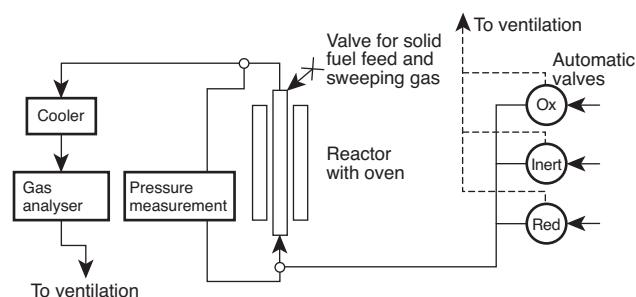 To ventilation
Valve for solid
fuel feed and
sweeping gas
Automatic
valves
Cooler
Ox
Reactor
with oven
Inert
Gas
analyser
Pressure
measurement
Red
To ventilation